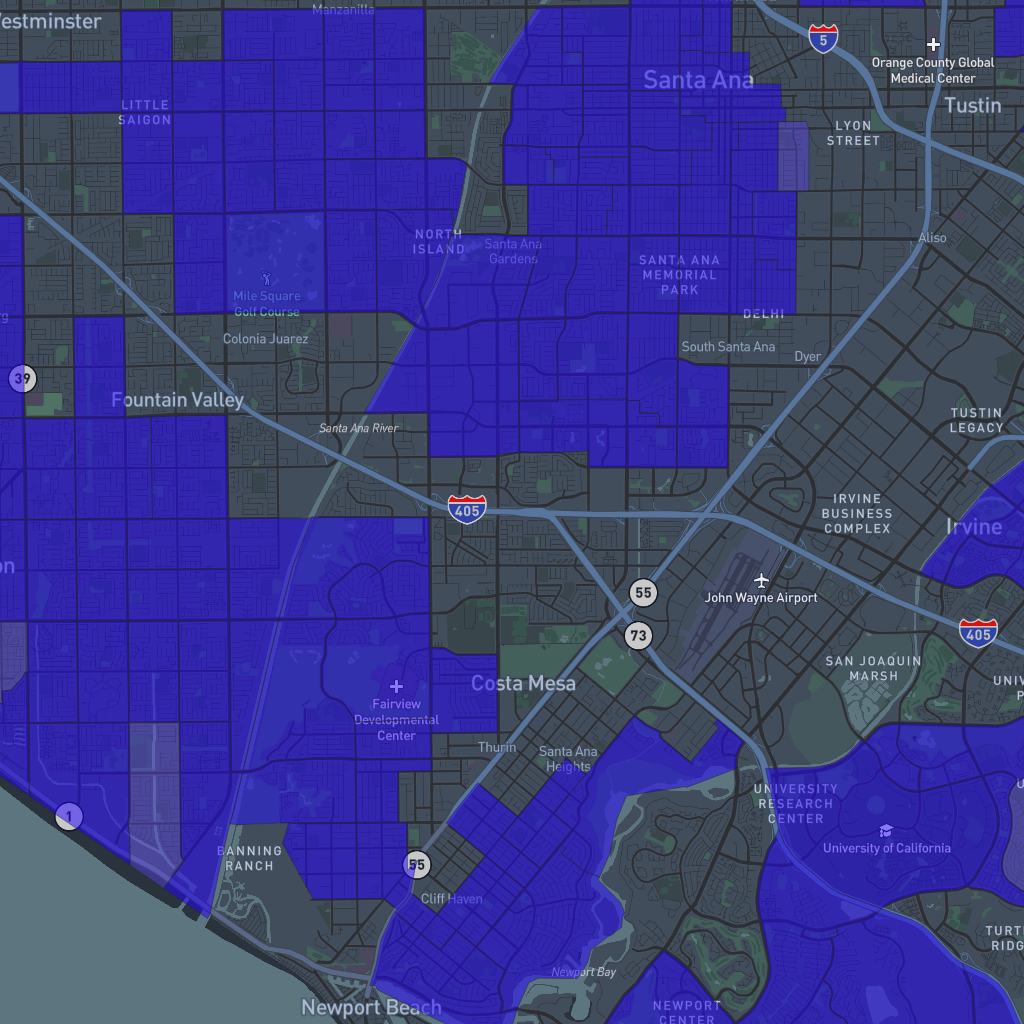 Manzanilla
estminster
5
Orange County Global
Medical Center
Santa Ana
Tustin
LITTLE
SAIGON
LYON
STREET
NORTH
ISLAND
Santa Ana
Gardens
Aliso
SANTA ANA
MEMORIAL
PARK
Mile Square
Golf Course
DELHI
Colonia Juarez
South Santa Ana
Dyer
39
Fountain Valley
Santa Ana River
TUSTIN
LEGACY
405
IRVINE
BUSINESS
COMPLEX
Irvine
on
55
John Wayne Airport
73
405
SAN JOAQUIN
MARSH
Costa Mesa
Fairview
Developmental
Center
Thurin
Santa Ana
Heights
UNIVERSITY
RESEARCH
CENTER
1
University of California
BANNING
RANCH
55
Cliff Haven
Newport Bay
Newport Beach
NEWPORT
CENTER